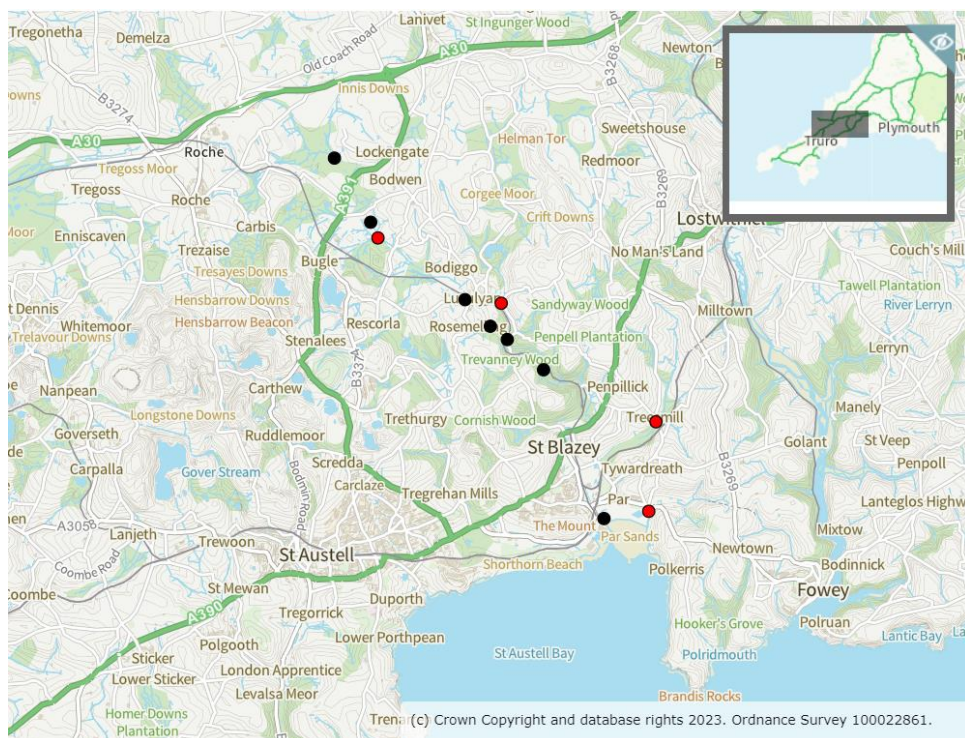 Tregonetha
Demelza
Lanivet
St Ingunger Wood
Old Coach Road
A30
Newton
B3268
Innis Downs
B3274
Helman Tor
Sweetshouse
Plymouth
Truro
A30
Roche
Lockengate
Tregoss Moor
Redmoor
Bodwen
Tregoss
Roche
A391
Corgee Moor
B3269
Crift Downs
Lostwithiel
Enniscaven
Carbis
Trezaise
No Man's Land
Couch's Mill
Bugle
Bodiggo
Tresayes Downs
Tawell Plantation
River Lerryn
Hensbarrow Downs
Sandyway Wood
Milltown
Whitemoor
Hensbarrow Beacon
Rescorla
Penpell Plantation
Trelavour Downs
Stenalees
Trevanney Wood
Lerryn
B3374
Nanpean
Carthew
Penpillick
Longstone Downs
Trethurgy
Cornish Wood
Manely
Goverseth
Ruddlemoor
St Blazey
Golant
St Veep
Carpalla
Gover Stream
Scredda
Tywardreath
B3269
Penpoll
Bodmin Road
Carclaze
Tregrehan Mills
Par
Lanteglos Highw
A3058
Lanjeth
Trewoon
The Mount
Par Sands
Mixtow
Coombe Road
St Austell
Newtown
Bodinnick
Shorthorn Beach
Polkerris
Coombe
St Mewan
Duporth
Fowey
A390
Tregorrick
Hooker's Grove
Polruan
Lower Porthpean
Lantic Bay
Polgooth
Sticker
St Austell Bay
Polridmouth
London Apprentice
Lower Sticker
Levalsa Meor
Brandis Rocks
Homer Downs
Plantation
(c) Crown Copyright and database rights 2023. Ordnance Survey 100022861.